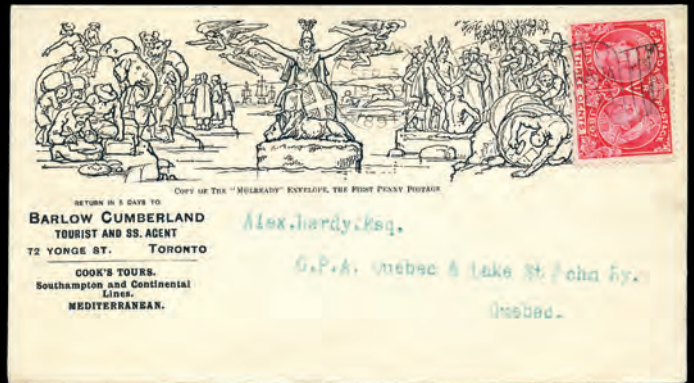 COPY OF THE "MULREADY" ENVELOPE, THE FIRST PENNY POSTAGE
RETURN IN 5 DAYS TO
BARLOW CUMBERLAND
TOURIST AND SS. AGENT
72 YONGE ST. TORONTO
COOK'S TOURS.
Southampton and Continental
Lines.
MEDITERRANEAN.
CANADA POSTAGE
THREE CENTS
Alex. Hardy, Esq.
G.P.A. Quebec & Lake St John Ry.
Quebec.